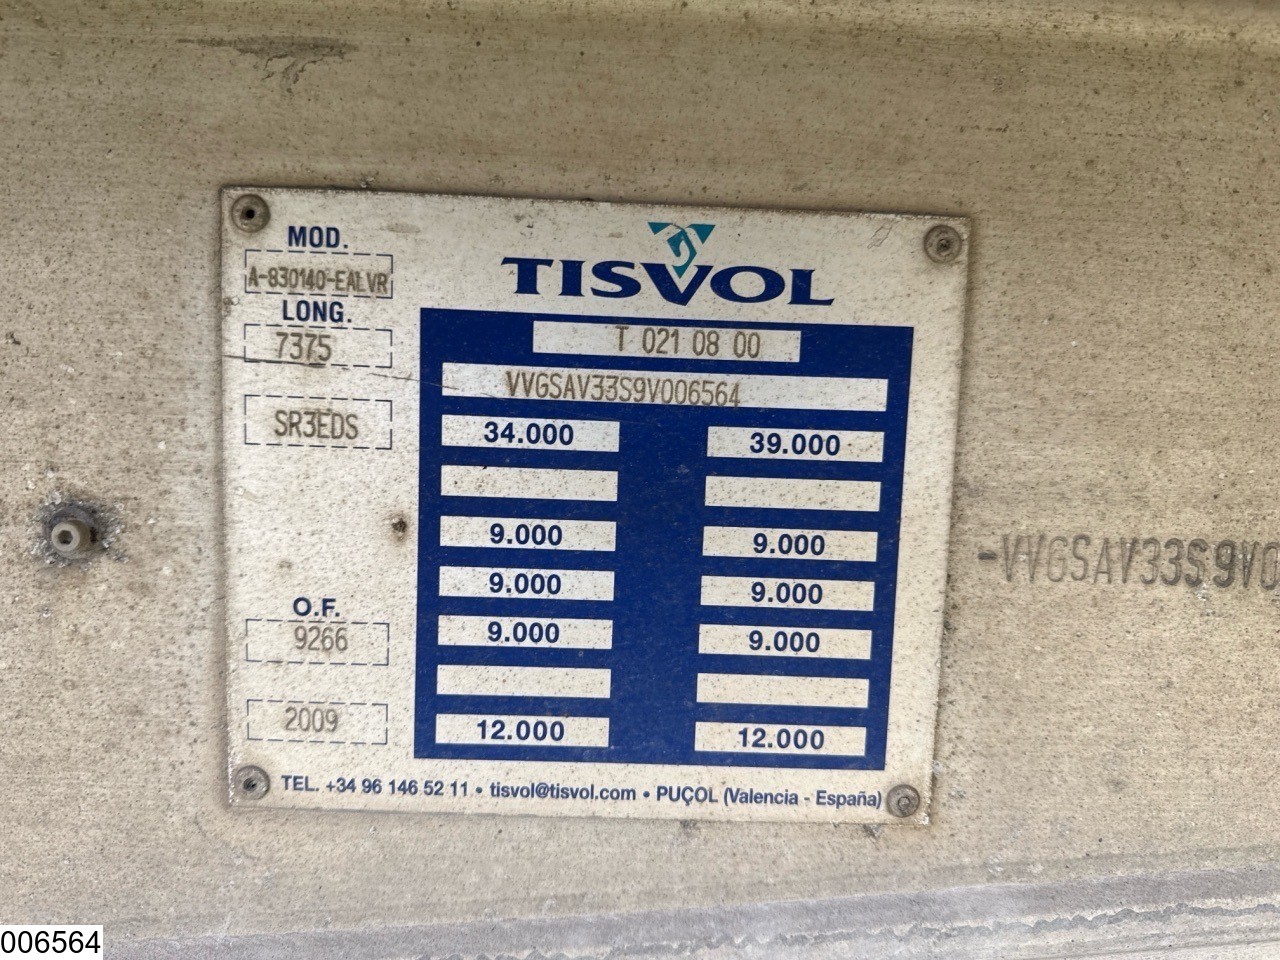 MOD.
A-830140-EALVR
LONG.
7375
SR3EDS
O.F.
9266
2009
TISVOL
T 021 08 00
VVGSAV33S9V006564
34.000 39.000
9.000 9.000
9.000 9.000
9.000 9.000
12.000 12.000
TEL. +34 96 146 52 11 • tisvol@tisvol.com • PUÇOL (Valencia - España)
-VVGSAV33S9V0
006564